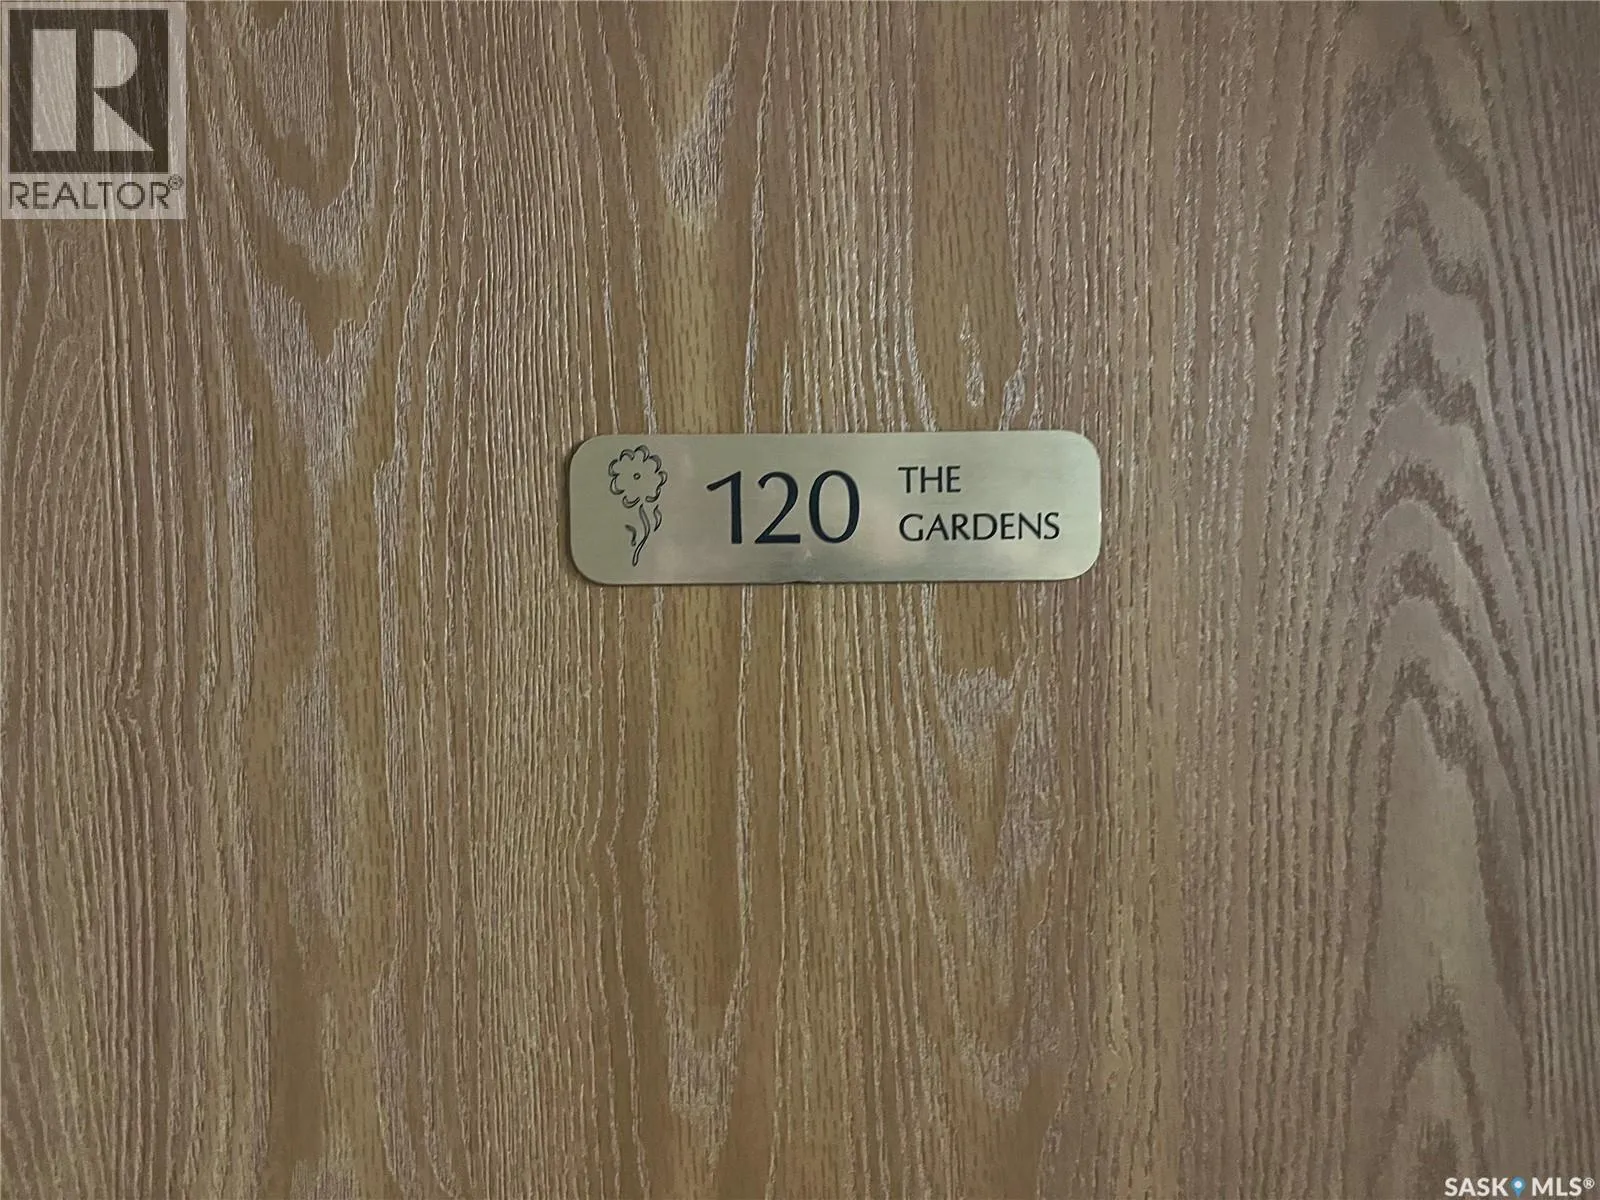 R
REALTOR®
120
THE
GARDENS
SASK MLS®